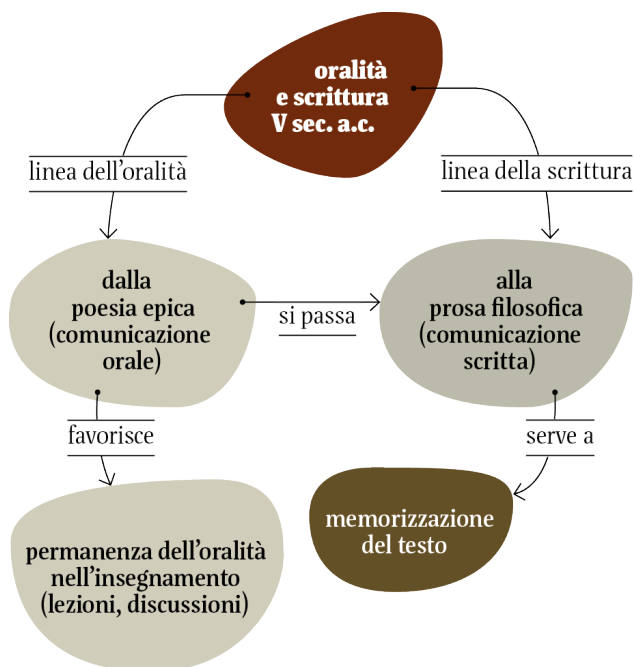 oralità
e scrittura
V sec. a.c.
linea dell'oralità
linea della scrittura
dalla
poesia epica
(comunicazione
orale)
si passa
alla
prosa filosofica
(comunicazione
scritta)
favorisce
serve a
permanenza dell'oralità
nell'insegnamento
(lezioni, discussioni)
memorizzazione
del testo